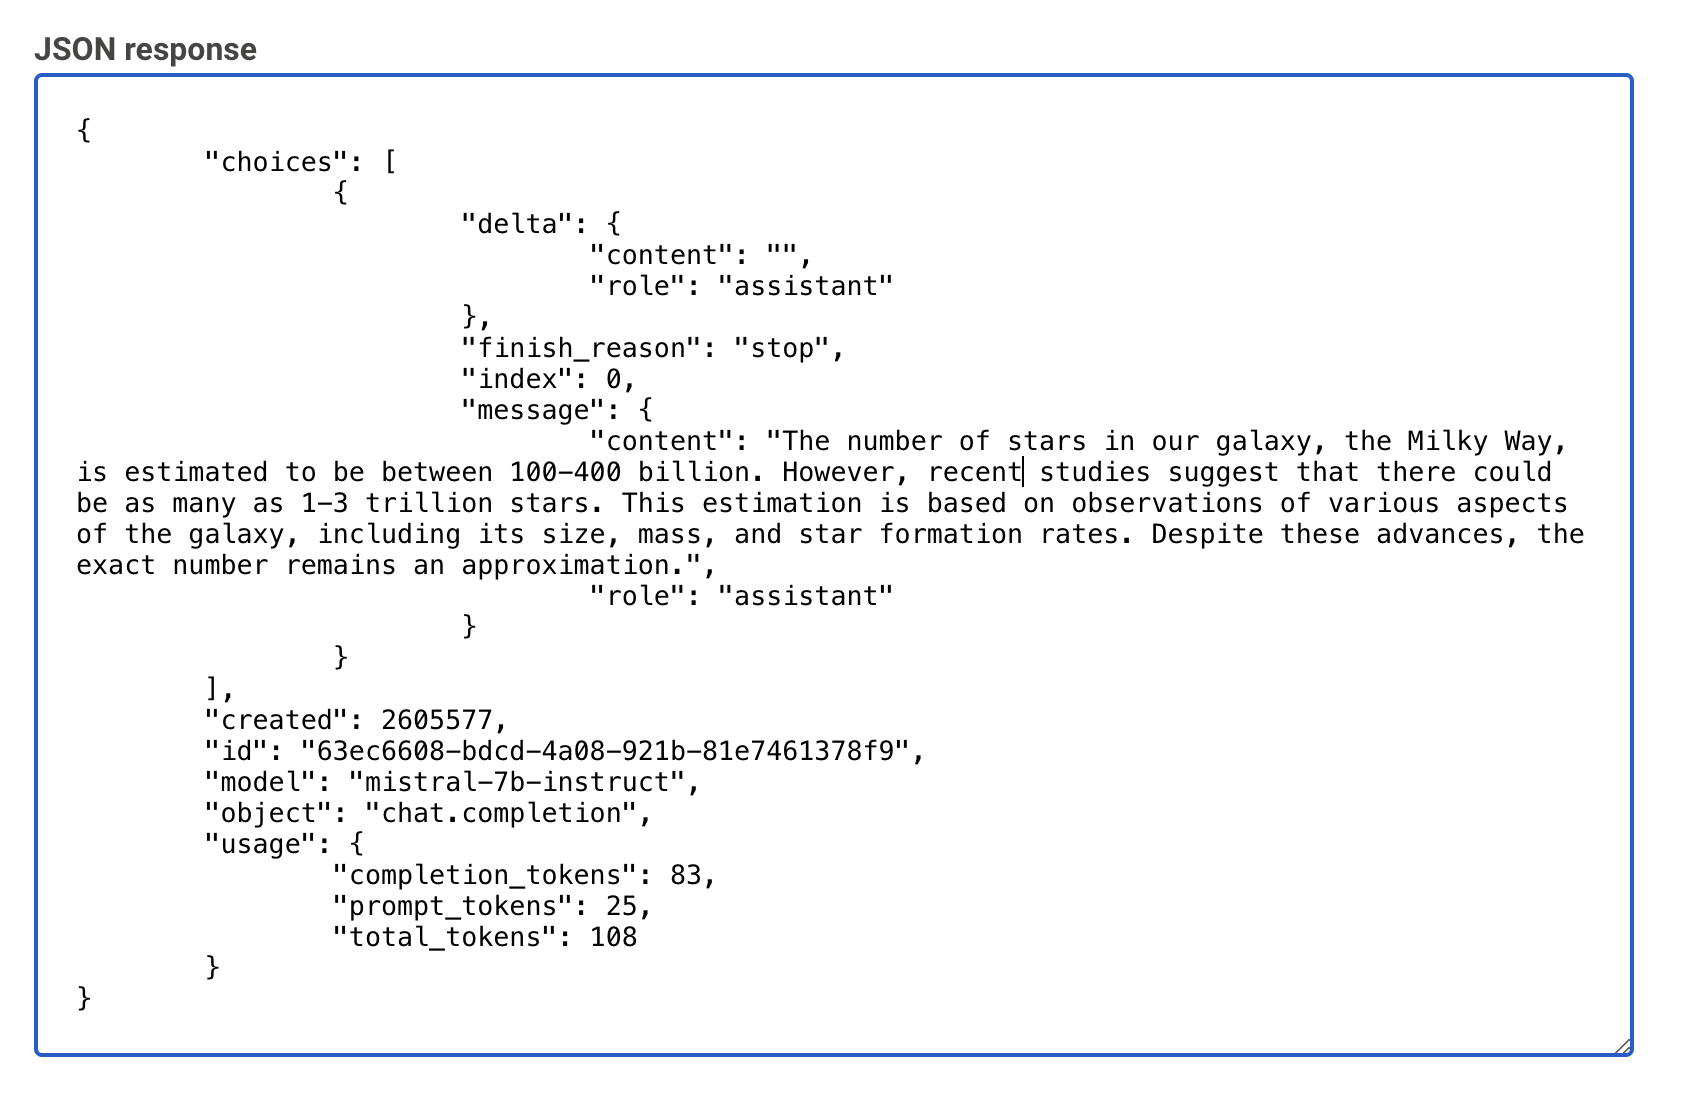 JSON response
{
"choices": [
{
"delta": {
"content": "",
"role": "assistant"
},
"finish_reason": "stop",
"index": 0,
"message": {
"content": "The number of stars in our galaxy, the Milky Way,
is estimated to be between 100–400 billion. However, recent studies suggest that there could
be as many as 1–3 trillion stars. This estimation is based on observations of various aspects
of the galaxy, including its size, mass, and star formation rates. Despite these advances, the
exact number remains an approximation.",
"role": "assistant"
}
}
],
"created": 2605577,
"id": "63ec6608-bdcd-4a08-921b-81e7461378f9",
"model": "mistral-7b-instruct",
"object": "chat.completion",
"usage": {
"completion_tokens": 83,
"prompt_tokens": 25,
"total_tokens": 108
}
}